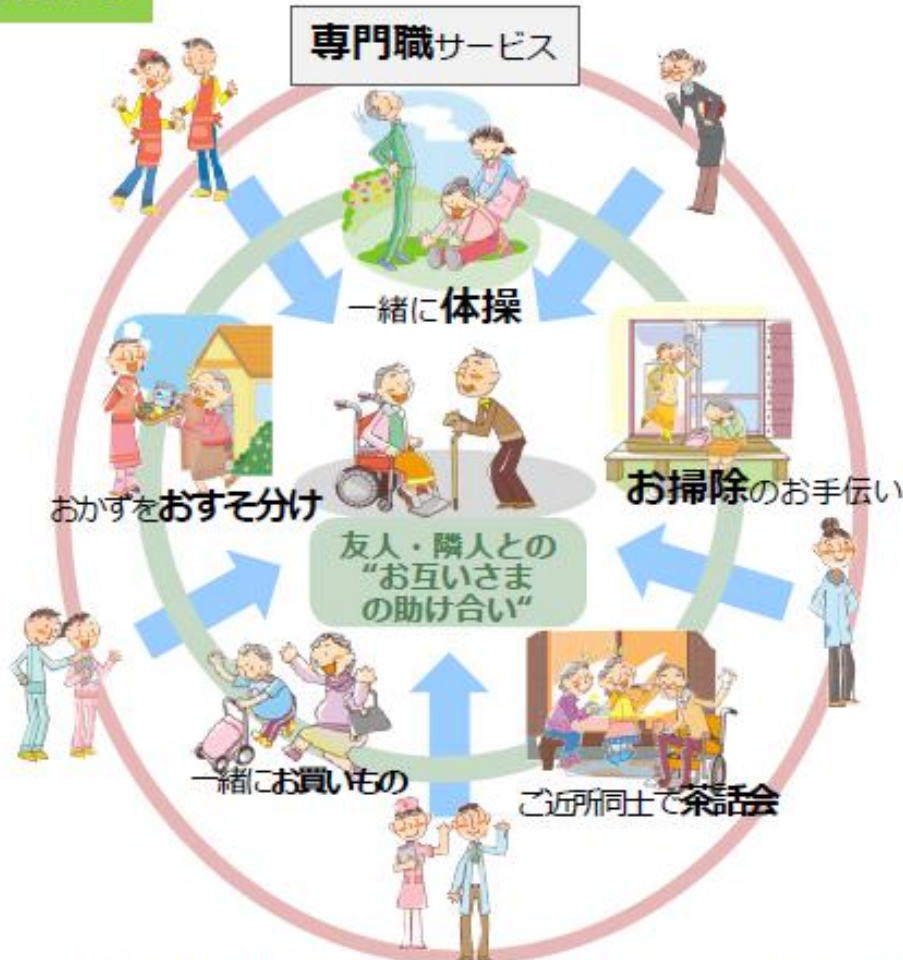 専門職サービス
一緒に体操
おかずをおすそ分け
お掃除のお手伝い
友人・隣人との
“お互いさま
の助け合い“
一緒にお買いもの
ご近所同士で茶話会